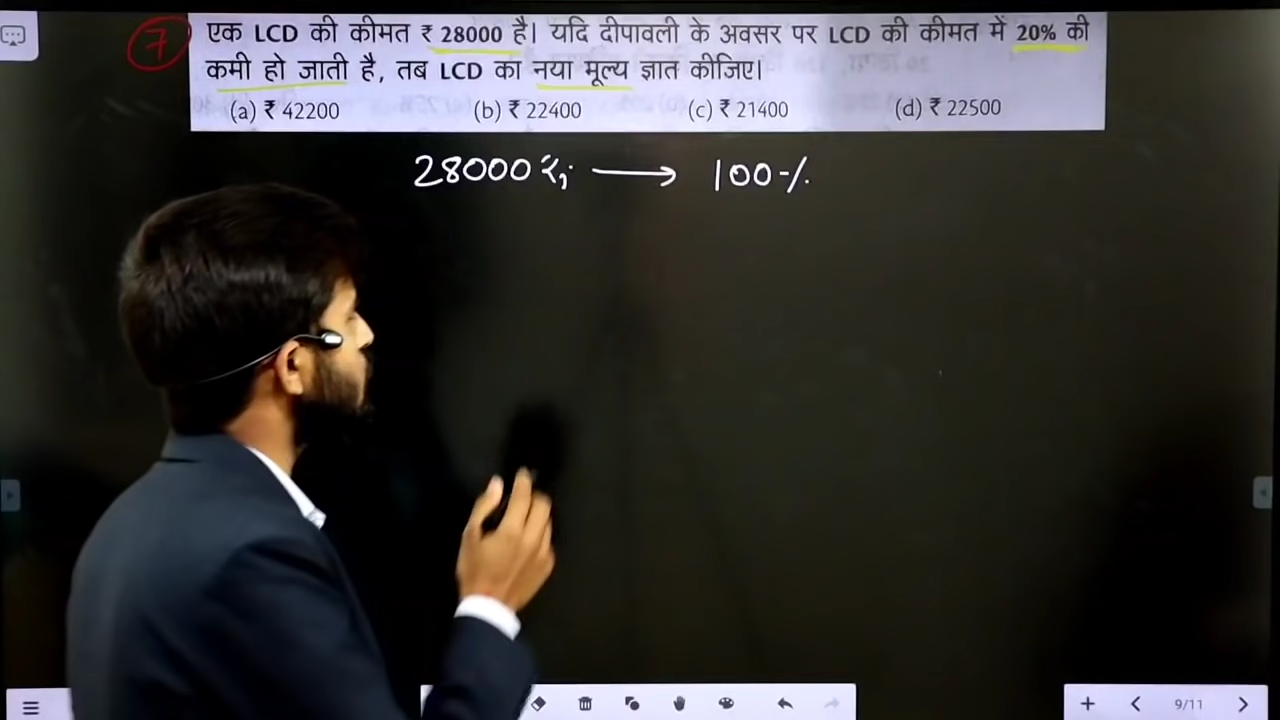 7 एक LCD की कीमत ₹ 28000 है। यदि दीपावली के अवसर पर LCD की कीमत में 20% की
कमी हो जाती है, तब LCD का नया मूल्य ज्ञात कीजिए।
(a) ₹ 42200 (b) ₹ 22400 (c) ₹ 21400 (d) ₹ 22500
28000 रु. → 100%
9/11